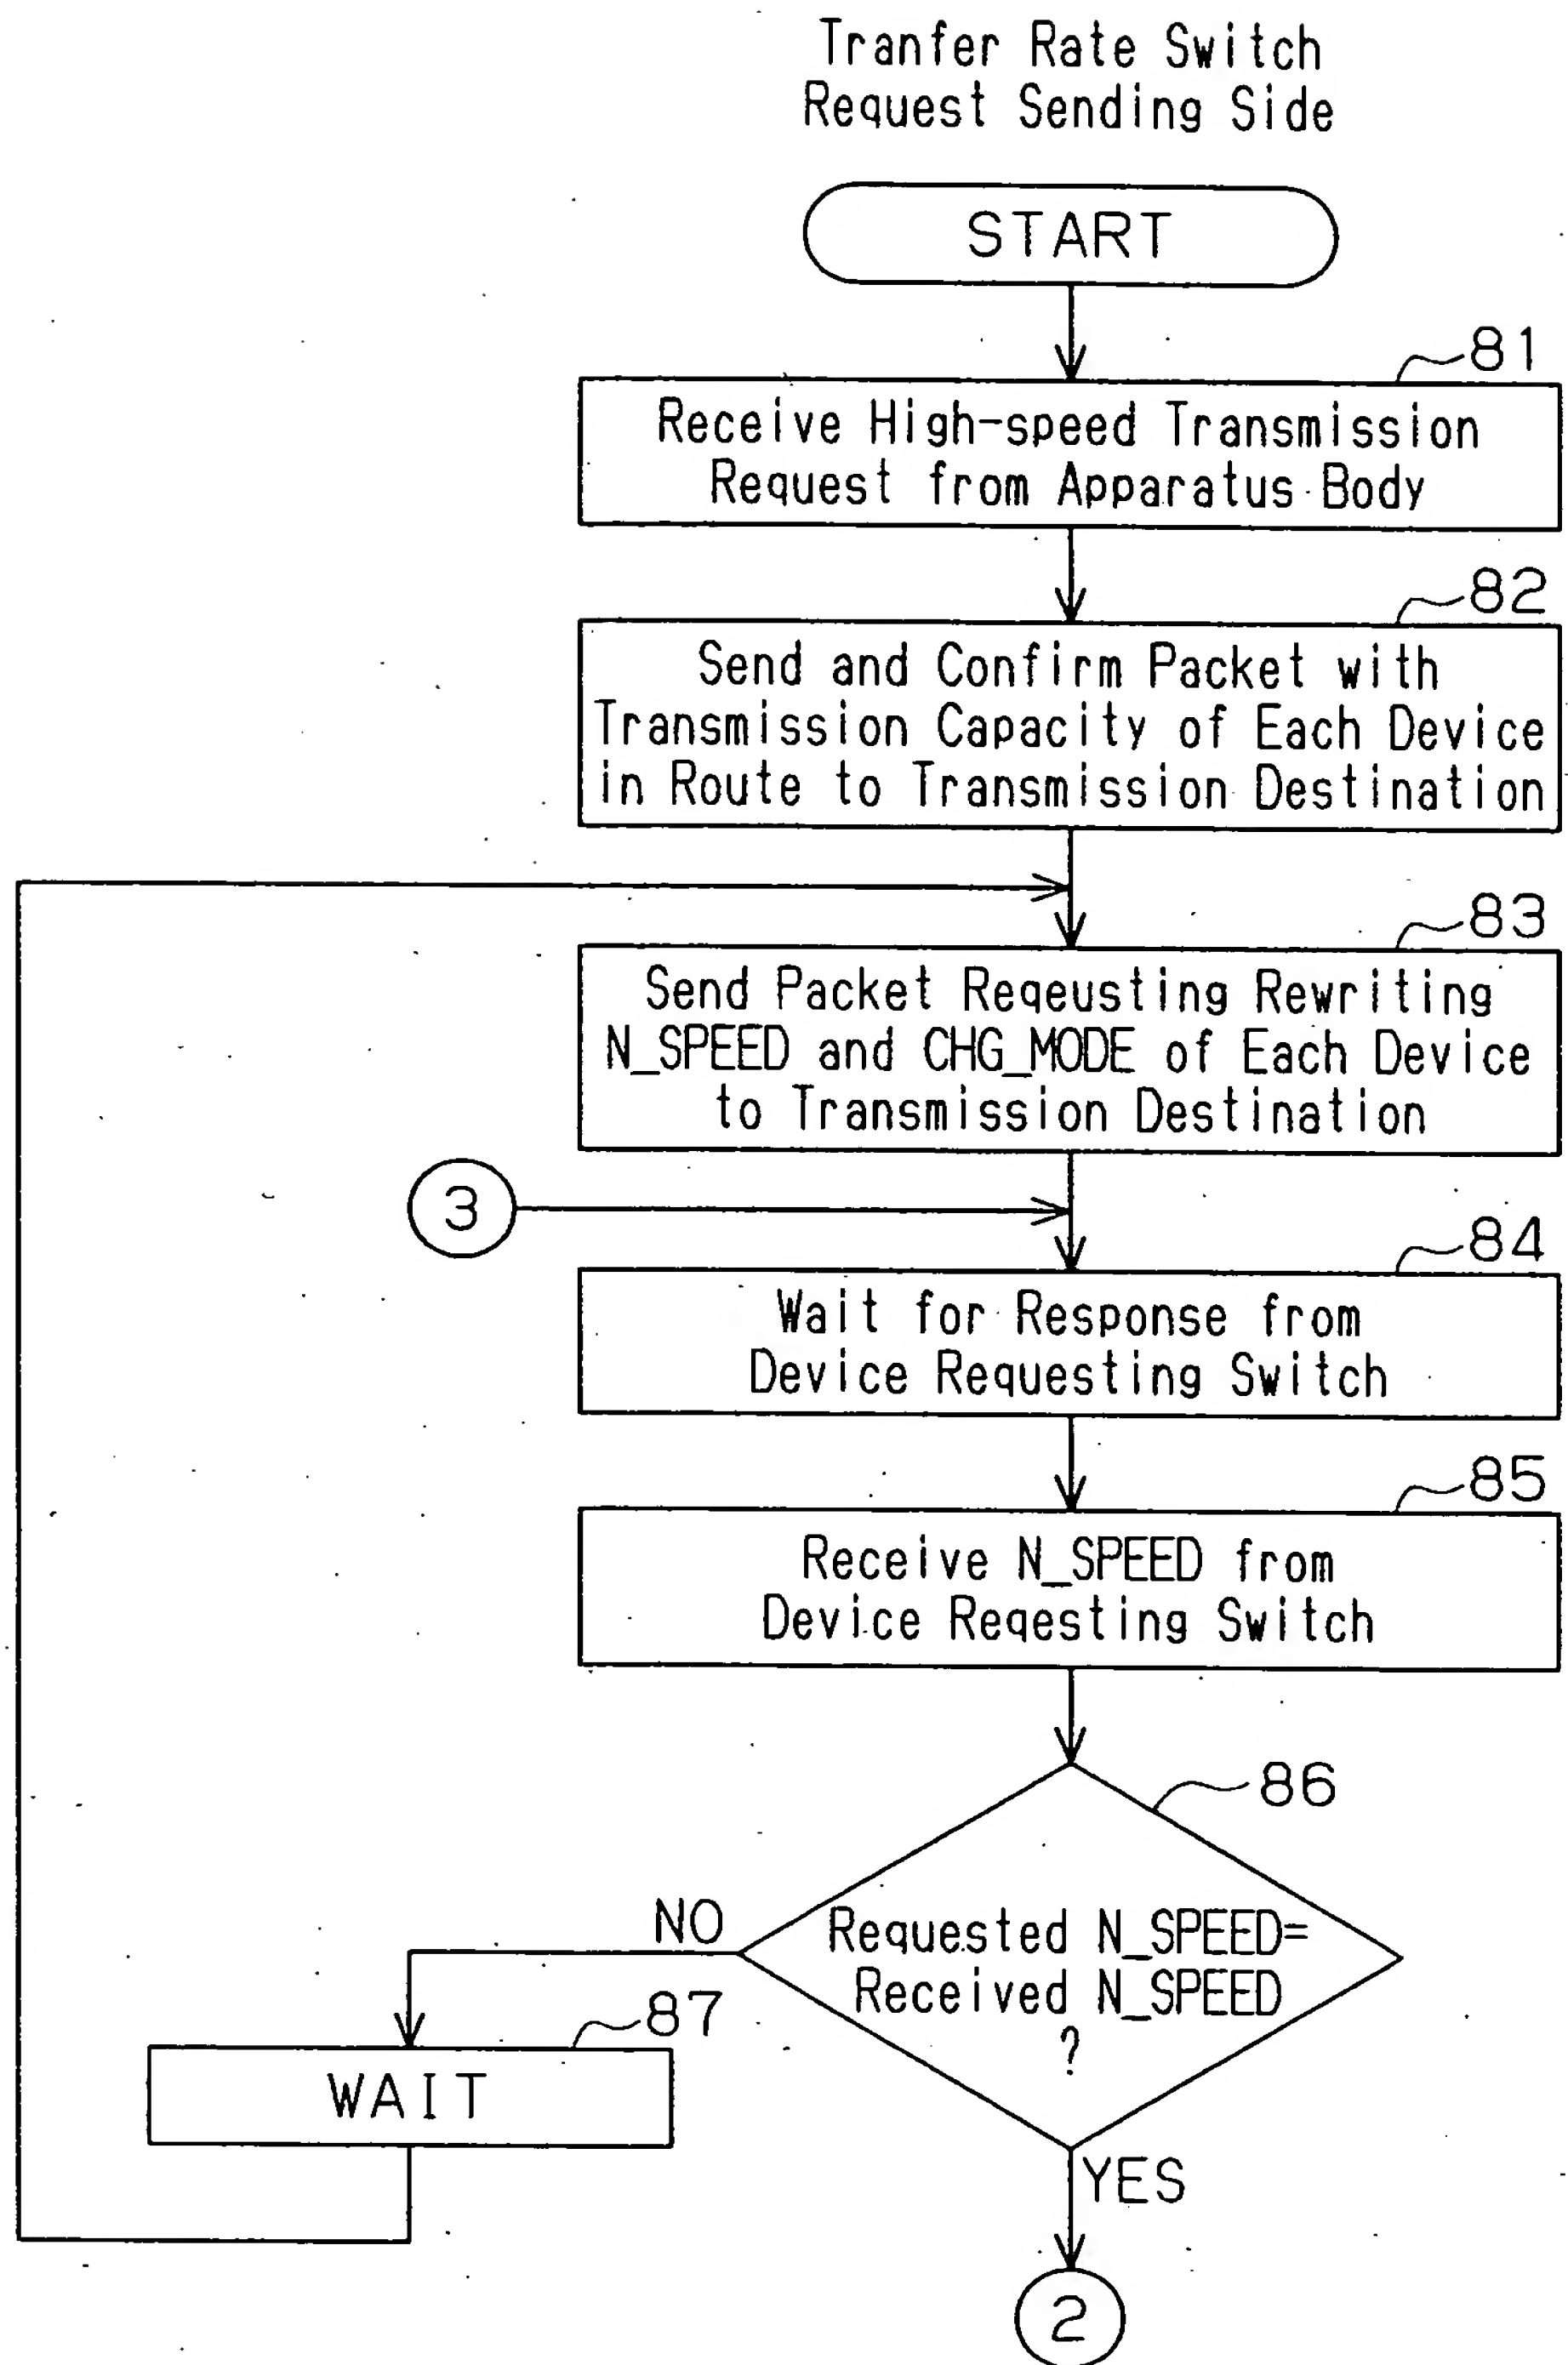 Tranfer Rate Switch
Request Sending Side
START
81
Receive High-speed Transmission
Request from Apparatus Body
82
Send and Confirm Packet with
Transmission Capacity of Each Device
in Route to Transmission Destination
83
Send Packet Reqeusting Rewriting
N_SPEED and CHG_MODE of Each Device
to Transmission Destination
3
84
Wait for Response from
Device Requesting Switch
85
Receive N_SPEED from
Device Reqesting Switch
86
Requested N_SPEED=
Received N_SPEED
?
NO
87
WAIT
YES
2